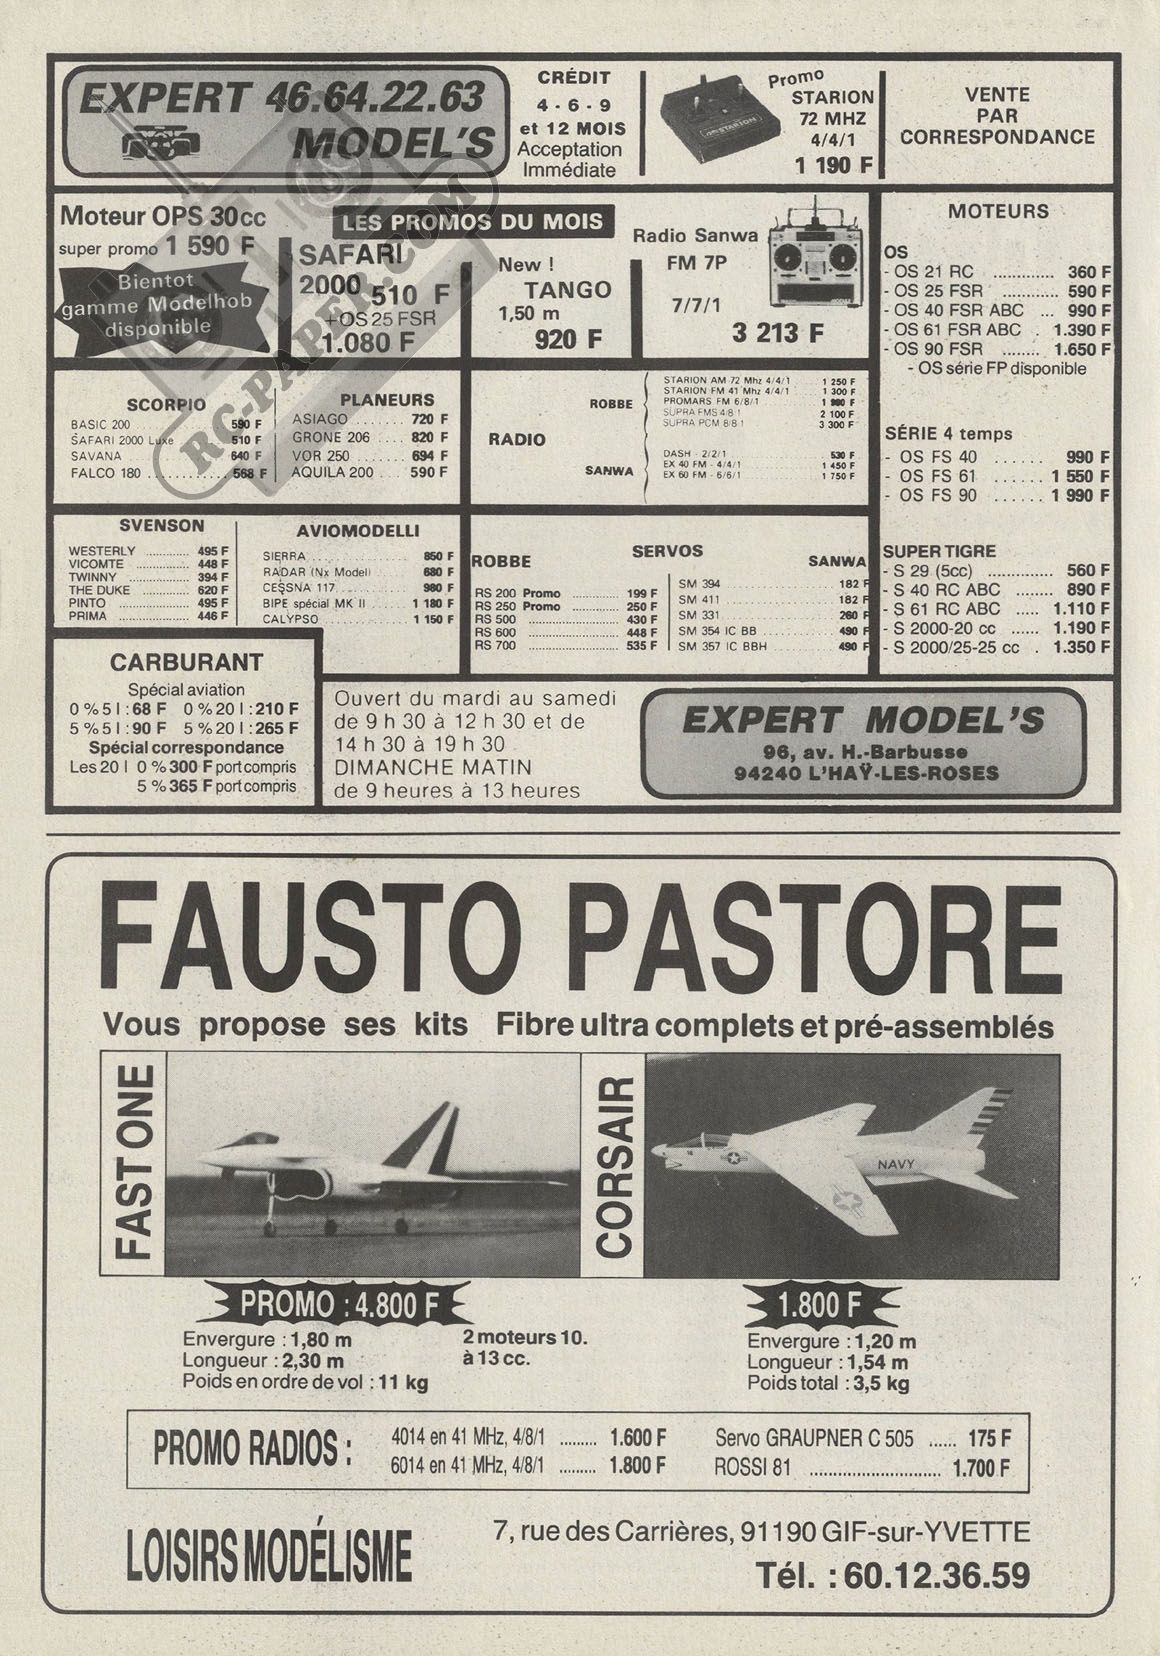 EXPERT 46.64.22.63
MODEL'S
CRÉDIT
4 - 6 - 9
et 12 MOIS
Acceptation
Immédiate
STARION
Promo
STARION
72 MHZ
4/4/1
1 190 F
VENTE
PAR
CORRESPONDANCE
Moteur OPS 30cc
super promo 1 590 F
Bientot
gamme Modelhob
disponible
LES PROMOS DU MOIS
SAFARI
2000 510 F
+OS 25 FSR
1.080 F
New !
TANGO
1,50 m
920 F
Radio Sanwa
FM 7P
7/7/1
3 213 F
MOTEURS
OS
- OS 21 RC ............. 360 F
- OS 25 FSR ............ 590 F
- OS 40 FSR ABC ... 990 F
- OS 61 FSR ABC . 1.390 F
- OS 90 FSR ........ 1.650 F
- OS série FP disponible
SÉRIE 4 temps
- OS FS 40 ...... 990 F
- OS FS 61 ...... 1 550 F
- OS FS 90 ...... 1 990 F
SUPER TIGRE
- S 29 (5cc) ............. 560 F
- S 40 RC ABC ....... 890 F
- S 61 RC ABC ..... 1.110 F
- S 2000-20 cc ...... 1.190 F
- S 2000/25-25 cc . 1.350 F
RC-PAPER.COM
SCORPIO
BASIC 200 590 F
SAFARI 2000 Luxe 510 F
SAVANA 640 F
FALCO 180 ............ 568 F
PLANEURS
ASIAGO ........ 720 F
GRONE 206 .... 820 F
VOR 250 ....... 694 F
AQUILA 200 .... 590 F
RADIO
ROBBE
STARION AM 72 Mhz 4/4/1 1 250 F
STARION FM 41 Mhz 4/4/1 1 300 F
PROMARS FM 6/8/1 1 980 F
SUPRA FMS 4/8 1 2 100 F
SUPRA PCM 8/8 1 3 300 F
SANWA
DASH - 2/2/1 530 F
EX 40 FM - 4/4/1 1 450 F
EX 60 FM - 6/6/1 1 750 F
SVENSON
WESTERLY ............ 495 F
VICOMTE ............. 448 F
TWINNY .............. 394 F
THE DUKE ............ 620 F
PINTO ............... 495 F
PRIMA ............... 446 F
AVIOMODELLI
SIERRA .............. 850 F
RADAR (Nx Model) .... 680 F
CESSNA 117 .......... 980 F
BIPE spécial MK II .. 1 180 F
CALYPSO ............. 1 150 F
SERVOS
ROBBE
RS 200 Promo ........ 199 F
RS 250 Promo ........ 250 F
RS 500 .............. 430 F
RS 600 .............. 448 F
RS 700 .............. 535 F
SANWA
SM 394 .............. 182 F
SM 411 .............. 182 F
SM 331 .............. 260 F
SM 354 IC BB ........ 490 F
SM 357 IC BBH ....... 490 F
CARBURANT
Spécial aviation
0 % 5 l : 68 F 0 % 20 l : 210 F
5 % 5 l : 90 F 5 % 20 l : 265 F
Spécial correspondance
Les 20 l 0 % 300 F port compris
5 % 365 F port compris
Ouvert du mardi au samedi
de 9 h 30 à 12 h 30 et de
14 h 30 à 19 h 30
DIMANCHE MATIN
de 9 heures à 13 heures
EXPERT MODEL'S
96, av. H.-Barbusse
94240 L'HAŸ-LES-ROSES
FAUSTO PASTORE
Vous propose ses kits Fibre ultra complets et pré-assemblés
FAST ONE
CORSAIR
NAVY
PROMO : 4.800 F
Envergure : 1,80 m
Longueur : 2,30 m
Poids en ordre de vol : 11 kg
2 moteurs 10.
à 13 cc.
1.800 F
Envergure : 1,20 m
Longueur : 1,54 m
Poids total : 3,5 kg
PROMO RADIOS :
4014 en 41 MHz, 4/8/1 ......... 1.600 F
6014 en 41 MHz, 4/8/1 ......... 1.800 F
Servo GRAUPNER C 505 ...... 175 F
ROSSI 81 ............................. 1.700 F
LOISIRS MODÉLISME
7, rue des Carrières, 91190 GIF-sur-YVETTE
Tél. : 60.12.36.59